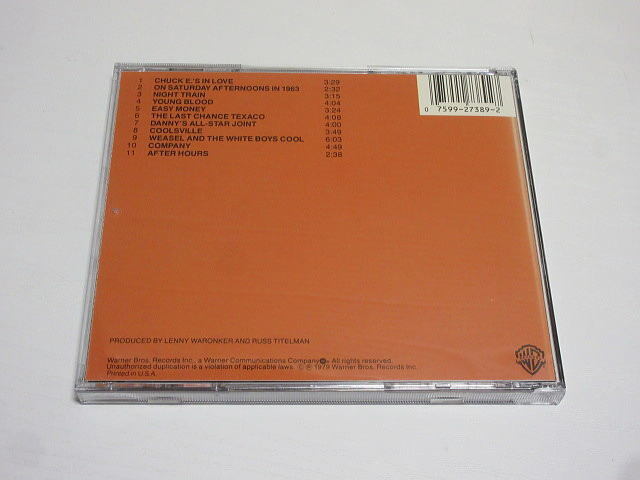 1 CHUCK E.'S IN LOVE 3:29
2 ON SATURDAY AFTERNOONS IN 1963 2:32
3 NIGHT TRAIN 3:15
4 YOUNG BLOOD 4:04
5 EASY MONEY 3:24
6 THE LAST CHANCE TEXACO 4:08
7 DANNY'S ALL-STAR JOINT 4:00
8 COOLSVILLE 3:49
9 WEASEL AND THE WHITE BOYS COOL 6:03
10 COMPANY 4:49
11 AFTER HOURS 2:38
0 7599-27389-2
PRODUCED BY LENNY WARONKER AND RUSS TITELMAN
Warner Bros. Records Inc., a Warner Communications Company. All rights reserved.
Unauthorized duplication is a violation of applicable laws. © ℗ 1979 Warner Bros. Records Inc.
Printed in U.S.A.
WB